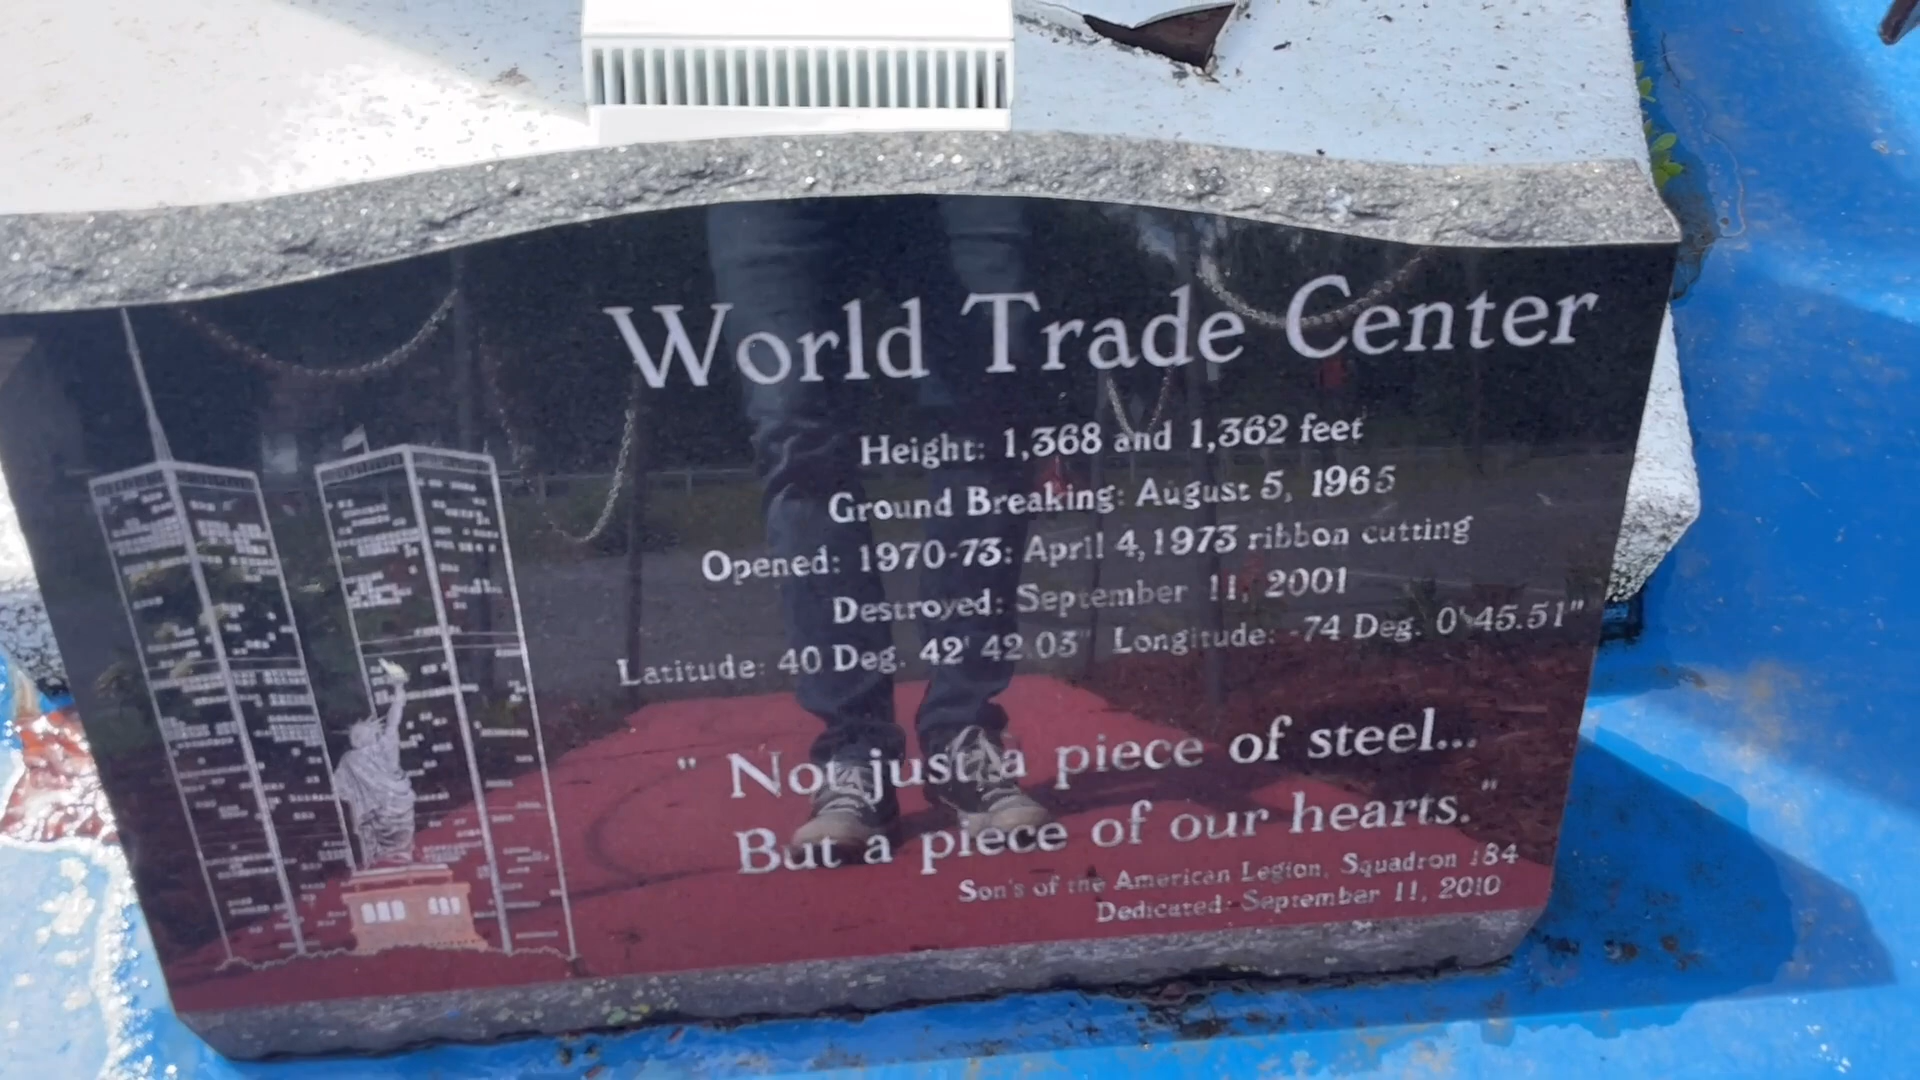 World Trade Center
Height: 1,368 and 1,362 feet
Ground Breaking: August 5, 1965
Opened: 1970-73: April 4, 1973 ribbon cutting
Destroyed: September 11, 2001
Latitude: 40 Deg. 42' 42.03" Longitude: -74 Deg. 0' 45.51"
" Not just a piece of steel...
But a piece of our hearts. "
Son's of the American Legion, Squadron 184
Dedicated: September 11, 2010